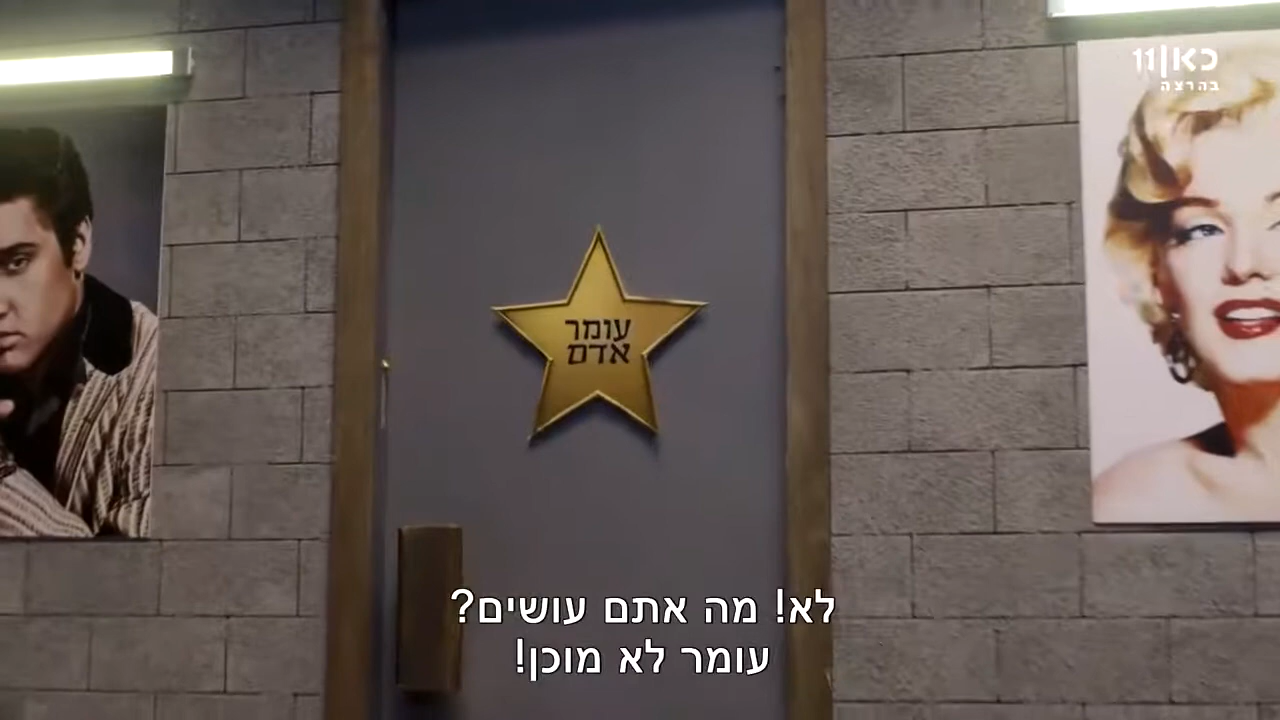 כאן 11
בהרצה
עומר
אדם
לא! מה אתם עושים?
עומר לא מוכן!